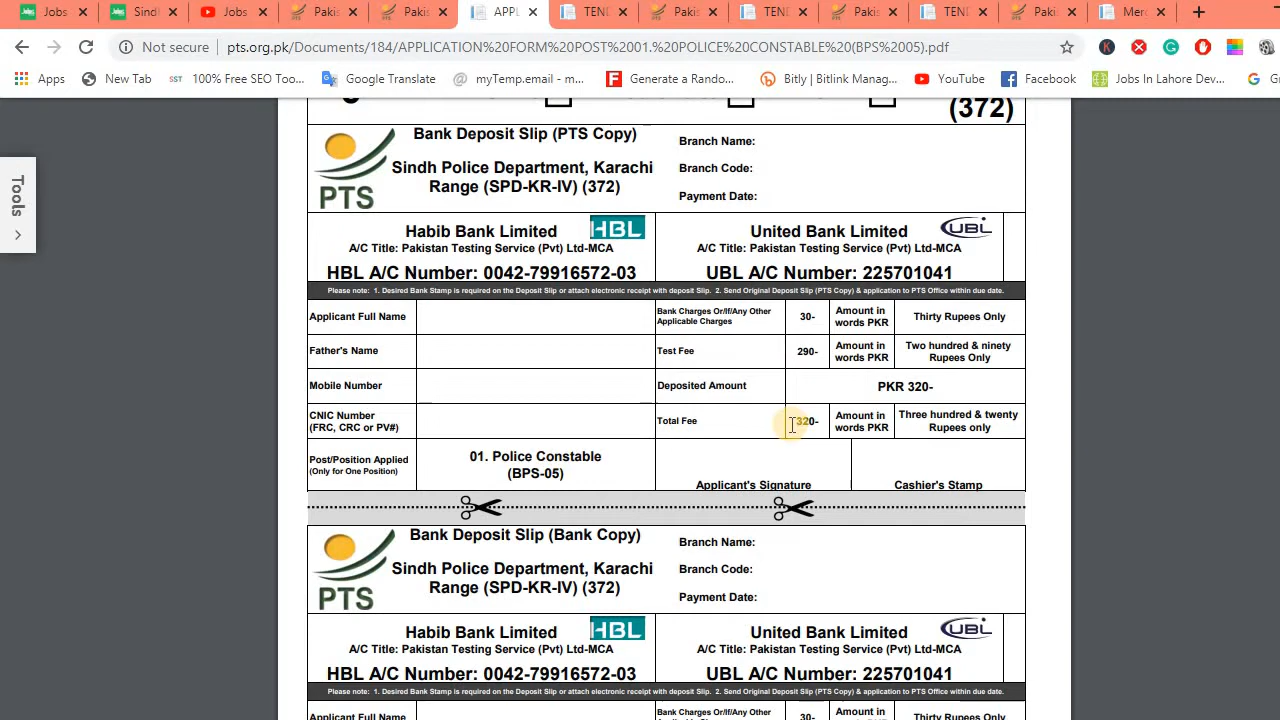 Jobs
Sindh
Jobs
Pakis
Pakis
APPL
TEND
Pakis
TEND
Pakis
TEND
Pakis
Merc
Not secure | pts.org.pk/Documents/184/APPLICATION%20FORM%20POST%2001.%20POLICE%20CONSTABLE%20(BPS%2005).pdf
Apps New Tab SST 100% Free SEO Too... Google Translate myTemp.email - m... Generate a Rand... Bitly | Bitlink Manag... YouTube Facebook Jobs In Lahore Dev... G
Tools
(372)
PTS
Bank Deposit Slip (PTS Copy)
Sindh Police Department, Karachi
Range (SPD-KR-IV) (372)
Branch Name:
Branch Code:
Payment Date:
Habib Bank Limited HBL
A/C Title: Pakistan Testing Service (Pvt) Ltd-MCA
HBL A/C Number: 0042-79916572-03
United Bank Limited UBL
A/C Title: Pakistan Testing Service (Pvt) Ltd-MCA
UBL A/C Number: 225701041
Please note: 1. Desired Bank Stamp is required on the Deposit Slip or attach electronic receipt with deposit Slip. 2. Send Original Deposit Slip (PTS Copy) & application to PTS Office within due date.
Applicant Full Name
Bank Charges Or/If/Any Other
Applicable Charges
30-
Amount in
words PKR
Thirty Rupees Only
Father's Name
Test Fee
290-
Amount in
words PKR
Two hundred & ninety
Rupees Only
Mobile Number
Deposited Amount
PKR 320-
CNIC Number
(FRC, CRC or PV#)
Total Fee
320-
Amount in
words PKR
Three hundred & twenty
Rupees only
Post/Position Applied
(Only for One Position)
01. Police Constable
(BPS-05)
Applicant's Signature
Cashier's Stamp
PTS
Bank Deposit Slip (Bank Copy)
Sindh Police Department, Karachi
Range (SPD-KR-IV) (372)
Branch Name:
Branch Code:
Payment Date:
Habib Bank Limited HBL
A/C Title: Pakistan Testing Service (Pvt) Ltd-MCA
HBL A/C Number: 0042-79916572-03
United Bank Limited UBL
A/C Title: Pakistan Testing Service (Pvt) Ltd-MCA
UBL A/C Number: 225701041
Please note: 1. Desired Bank Stamp is required on the Deposit Slip or attach electronic receipt with deposit Slip. 2. Send Original Deposit Slip (PTS Copy) & application to PTS Office within due date.
Applicant Full Name
Bank Charges Or/If/Any Other
30-
Amount in
Thirty Rupees Only